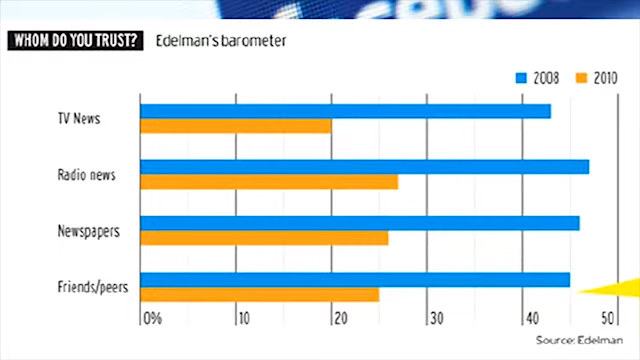 WHOM DO YOU TRUST? Edelman's barometer
2008 2010
TV News
Radio news
Newspapers
Friends/peers
0% 10 20 30 40 50
Source: Edelman